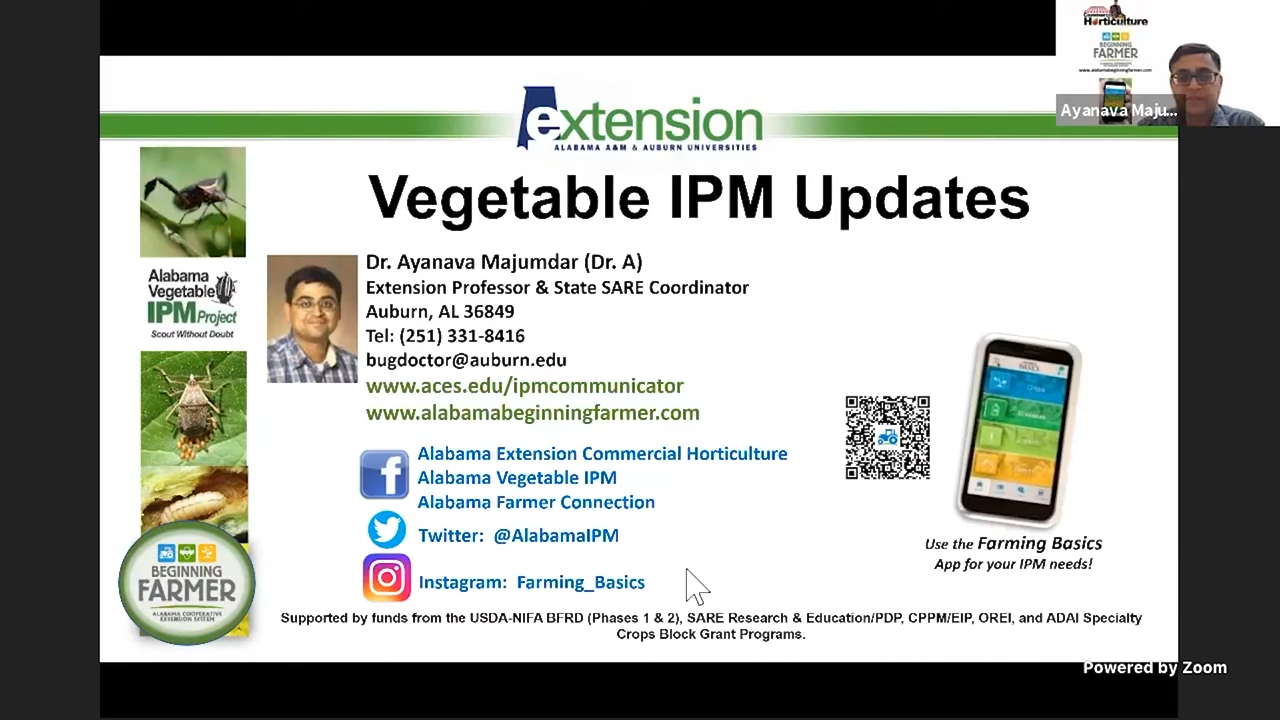 Commercial
Horticulture
BEGINNING
FARMER
www.alabamabeginningfarmer.com
Ayanava Maju...
extension
ALABAMA A&M & AUBURN UNIVERSITIES
Vegetable IPM Updates
Alabama
Vegetable
IPM Project
Scout Without Doubt
Dr. Ayanava Majumdar (Dr. A)
Extension Professor & State SARE Coordinator
Auburn, AL 36849
Tel: (251) 331-8416
bugdoctor@auburn.edu
www.aces.edu/ipmcommunicator
www.alabamabeginningfarmer.com
Alabama Extension Commercial Horticulture
Alabama Vegetable IPM
Alabama Farmer Connection
Twitter: @AlabamaIPM
Instagram: Farming_Basics
BASICS
Crops
Use the Farming Basics
App for your IPM needs!
BEGINNING
FARMER
ALABAMA COOPERATIVE
EXTENSION SYSTEM
Supported by funds from the USDA-NIFA BFRD (Phases 1 & 2), SARE Research & Education/PDP, CPPM/EIP, OREI, and ADAI Specialty
Crops Block Grant Programs.
Powered by Zoom